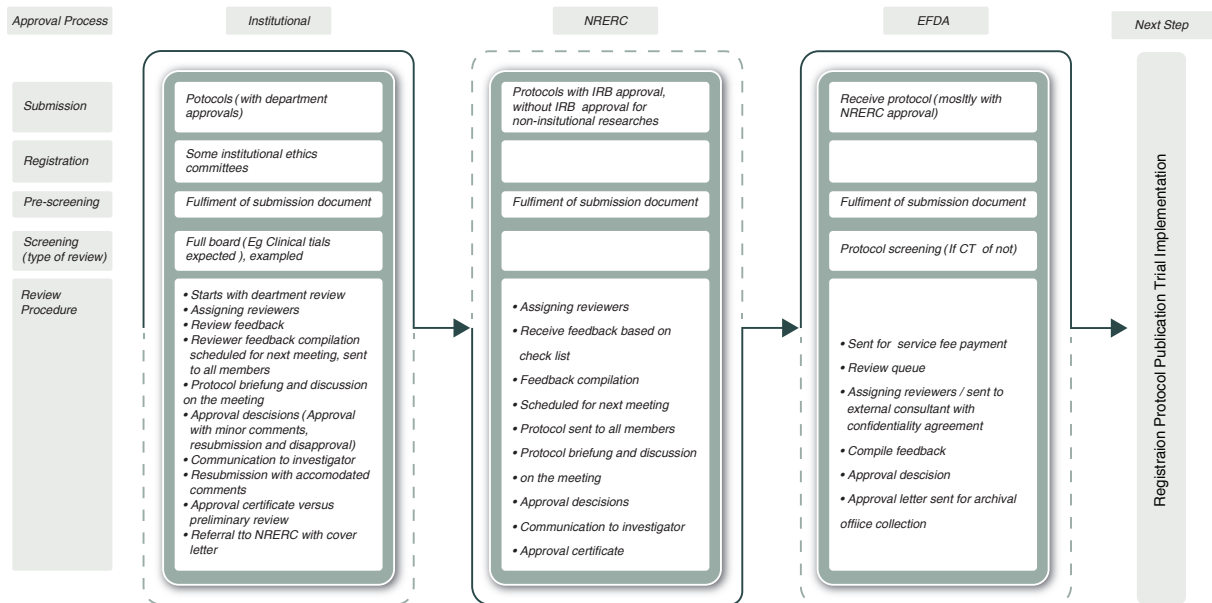 Approval Process
Institutional
NRERC
EFDA
Next Step
Submission
Potocols (with department
approvals)
Protocols with IRB approval,
without IRB approval for
non-insitutional researches
Receive protocol (mosltly with
NRERC approval)
Registration
Some institutional ethics
committees
Pre-screening
Fulfiment of submission document
Fulfiment of submission document
Fulfiment of submission document
Screening
(type of review)
Full board (Eg Clinical tials
expected ), exampled
Protocol screening (If CT of not)
Review
Procedure
• Starts with deartment review
• Assigning reviewers
• Review feedback
• Reviewer feedback compilation
scheduled for next meeting, sent
to all members
• Protocol briefung and discussion
on the meeting
• Approval descisions (Approval
with minor comments,
resubmission and disapproval)
• Communication to investigator
• Resubmission with accomodated
comments
• Approval certificate versus
preliminary review
• Referral tto NRERC with cover
letter
• Assigning reviewers
• Receive feedback based on
check list
• Feedback compilation
• Scheduled for next meeting
• Protocol sent to all members
• Protocol briefung and discussion
• on the meeting
• Approval descisions
• Communication to investigator
• Approval certificate
• Sent for service fee payment
• Review queue
• Assigning reviewers / sent to
external consultant with
confidentiality agreement
• Compile feedback
• Approval descision
• Approval letter sent for archival
offiice collection
Registraion Protocol Publication Trial Implementation